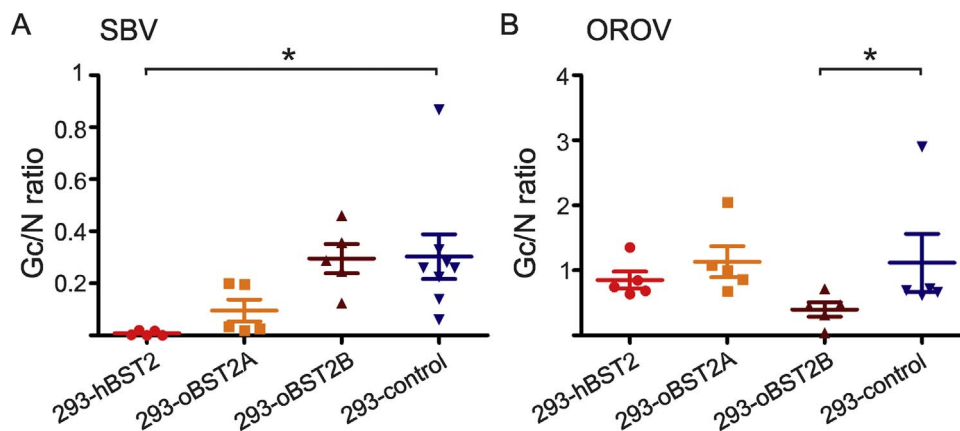 A SBV
*
1
0.8
0.6
0.4
0.2
Gc/N ratio
293-hBST2
293-oBST2A
293-oBST2B
293-control
B OROV
*
4
3
2
1
Gc/N ratio
293-hBST2
293-oBST2A
293-oBST2B
293-control